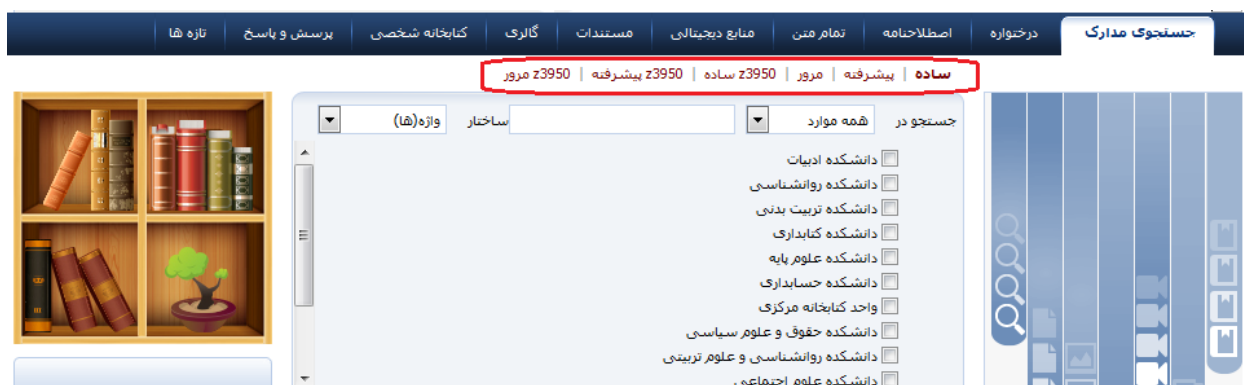 جستجوی مدارک درختواره اصطلاحنامه تمام متن منابع دیجیتالی مستندات گالری کتابخانه شخصی پرسش و پاسخ تازه ها
ساده | پیشرفته | مرور | z3950 ساده | z3950 پیشرفته | z3950 مرور
جستجو در همه موارد ساختار واژه(ها)
دانشکده ادبیات
دانشکده روانشناسی
دانشکده تربیت بدنی
دانشکده کتابداری
دانشکده علوم پایه
دانشکده حسابداری
واحد کتابخانه مرکزی
دانشکده حقوق و علوم سیاسی
دانشکده روانشناسی و علوم تربیتی
دانشکده علوم اجتماعی